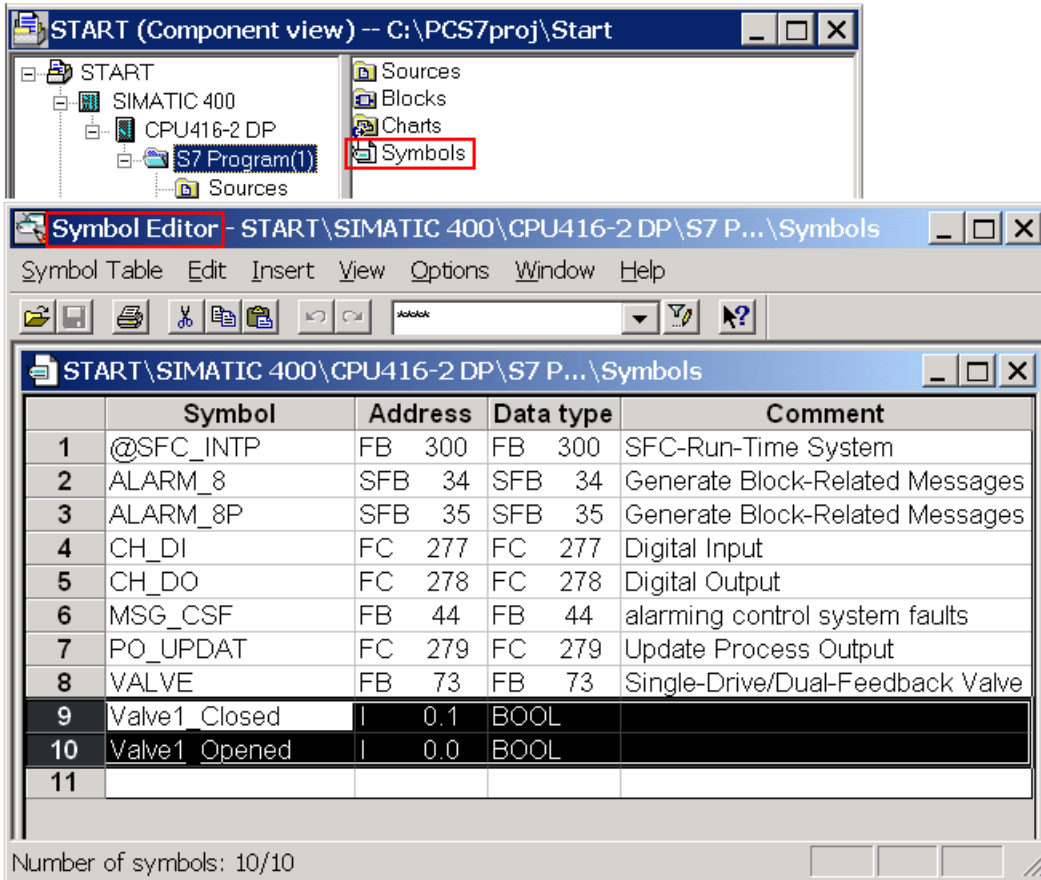 START (Component view) -- C:\PCS7proj\Start
START
SIMATIC 400
CPU416-2 DP
S7 Program(1)
Sources
Sources
Blocks
Charts
Symbols
Symbol Editor - START\SIMATIC 400\CPU416-2 DP\S7 P...\Symbols
Symbol Table Edit Insert View Options Window Help
*****
START\SIMATIC 400\CPU416-2 DP\S7 P...\Symbols
Symbol Address Data type Comment
1 @SFC_INTP FB 300 FB 300 SFC-Run-Time System
2 ALARM_8 SFB 34 SFB 34 Generate Block-Related Messages
3 ALARM_8P SFB 35 SFB 35 Generate Block-Related Messages
4 CH_DI FC 277 FC 277 Digital Input
5 CH_DO FC 278 FC 278 Digital Output
6 MSG_CSF FB 44 FB 44 alarming control system faults
7 PO_UPDAT FC 279 FC 279 Update Process Output
8 VALVE FB 73 FB 73 Single-Drive/Dual-Feedback Valve
9 Valve1_Closed I 0.1 BOOL
10 Valve1_Opened I 0.0 BOOL
11
Number of symbols: 10/10